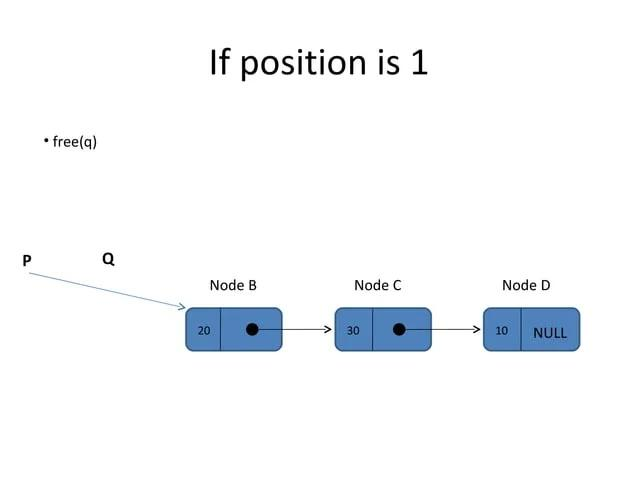 If position is 1
• free(q)
P Q
Node B Node C Node D
20 30 10 NULL